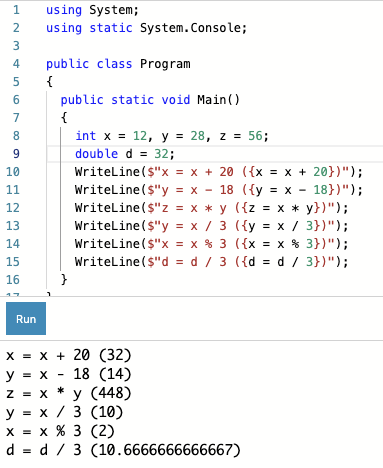 1 using System;
2 using static System.Console;
3
4 public class Program
5 {
6 public static void Main()
7 {
8 int x = 12, y = 28, z = 56;
9 double d = 32;
10 WriteLine($"x = x + 20 ({x = x + 20})");
11 WriteLine($"y = x - 18 ({y = x - 18})");
12 WriteLine($"z = x * y ({z = x * y})");
13 WriteLine($"y = x / 3 ({y = x / 3})");
14 WriteLine($"x = x % 3 ({x = x % 3})");
15 WriteLine($"d = d / 3 ({d = d / 3})");
16 }
17 }
Run
x = x + 20 (32)
y = x - 18 (14)
z = x * y (448)
y = x / 3 (10)
x = x % 3 (2)
d = d / 3 (10.6666666666667)